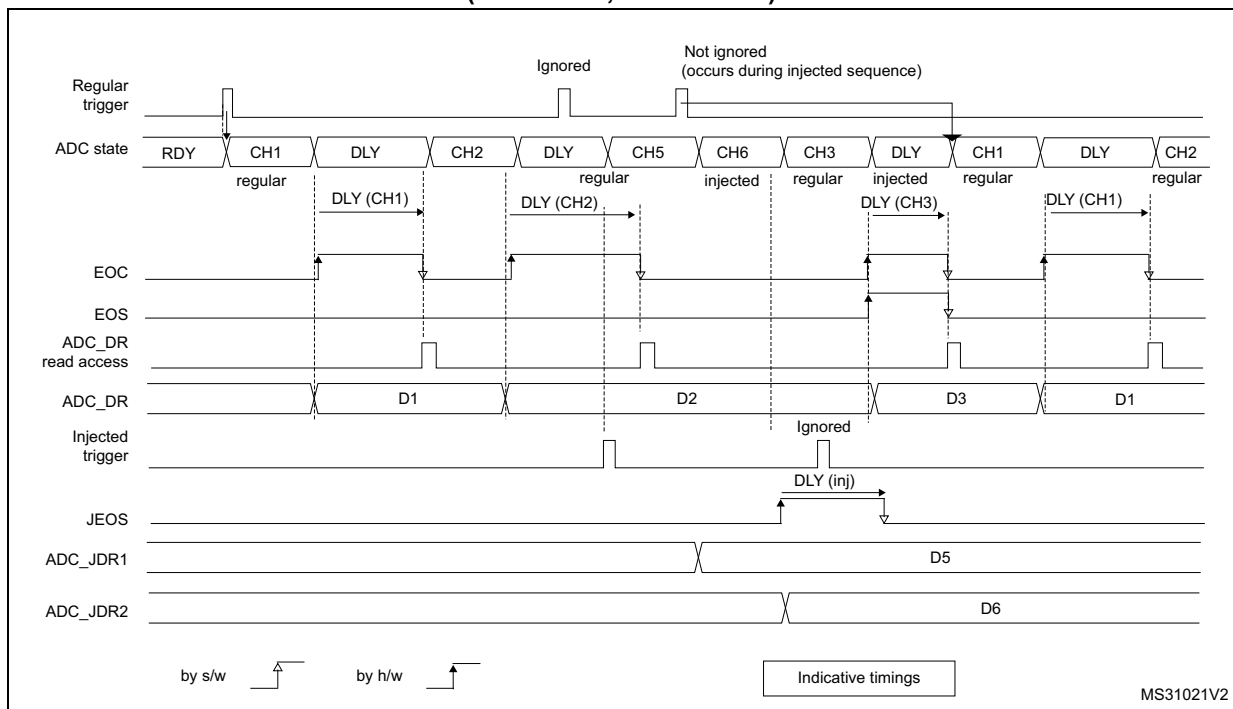 Regular trigger
Ignored
Not ignored
(occurs during injected sequence)
ADC state
RDY CH1 DLY CH2 DLY CH5 CH6 CH3 DLY CH1 DLY CH2
regular regular injected regular injected regular regular
DLY (CH1) DLY (CH2) DLY (CH3) DLY (CH1)
EOC
EOS
ADC_DR
read access
ADC_DR D1 D2 D3 D1
Injected
trigger
Ignored
DLY (inj)
JEOS
ADC_JDR1 D5
ADC_JDR2 D6
by s/w by h/w Indicative timings
MS31021V2